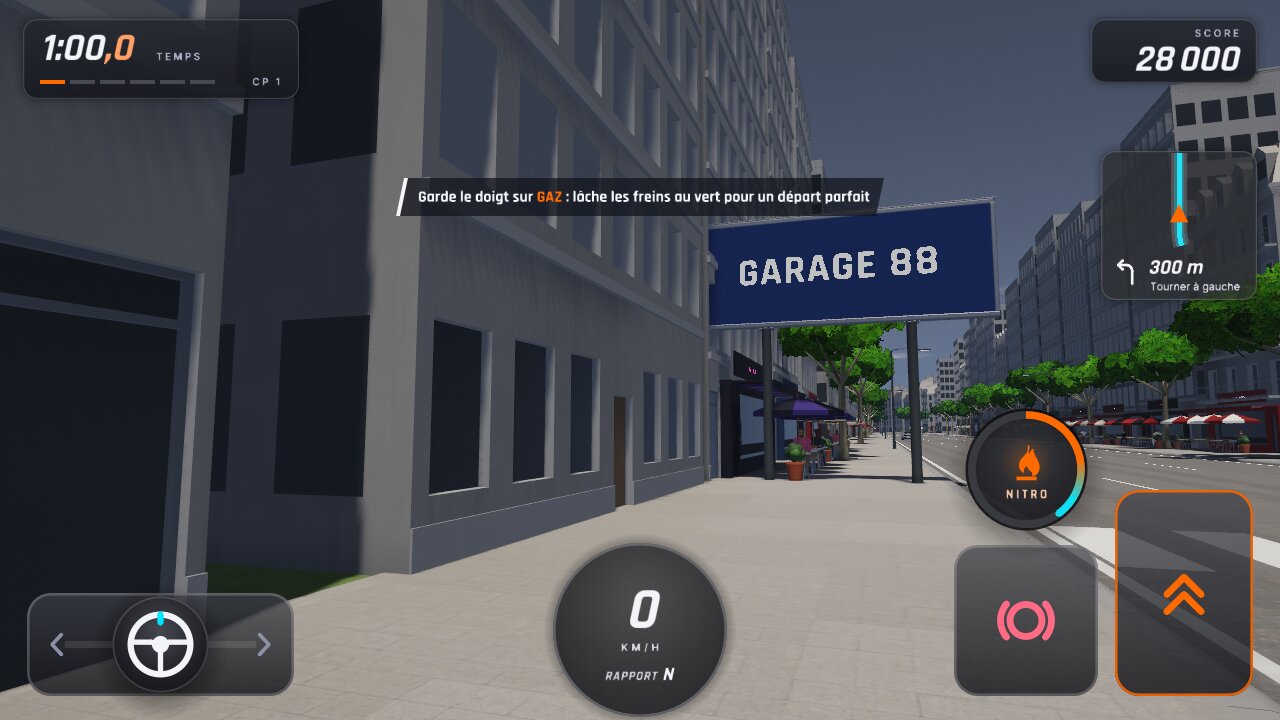 1:00,0 TEMPS
CP 1
SCORE
28 000
Garde le doigt sur GAZ : lâche les freins au vert pour un départ parfait
GARAGE 88
300 m
Tourner à gauche
NITRO
0
KM/H
RAPPORT N